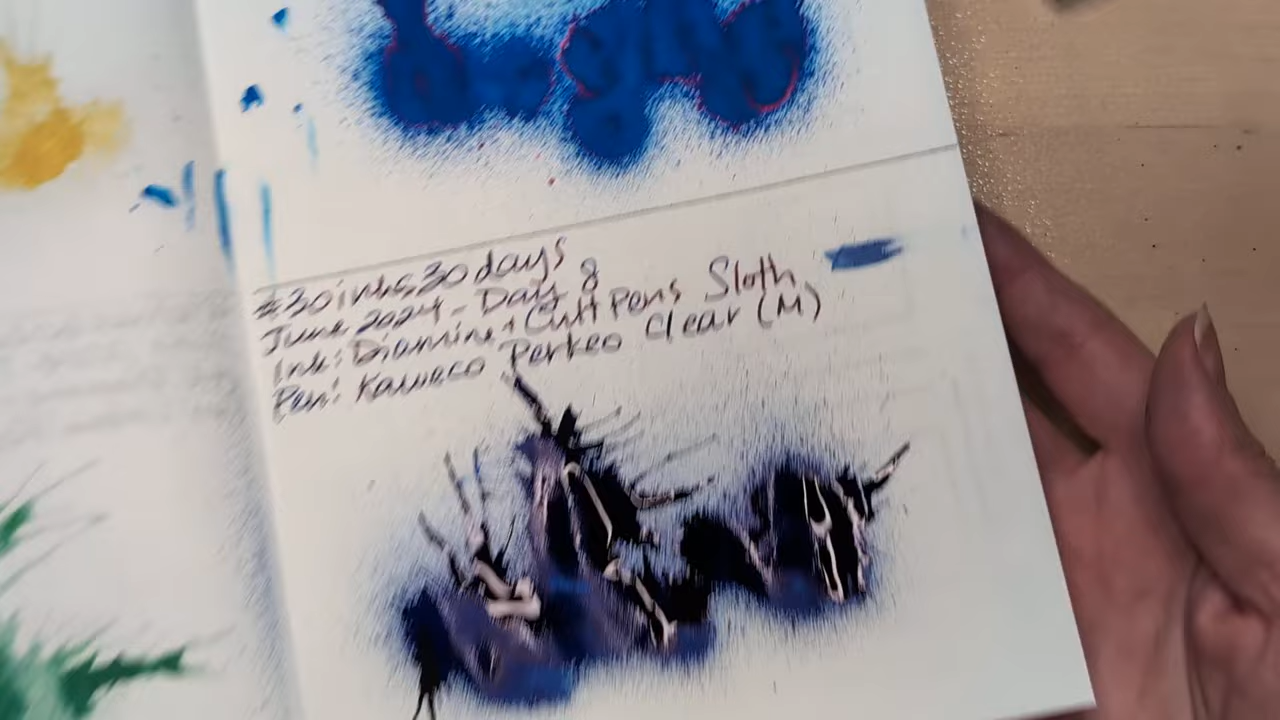 #30inks30days
June 2024 - Day 8
Ink: Diamine + Cult Pens Sloth
Pen: Kaweco Perkeo Clear (M)